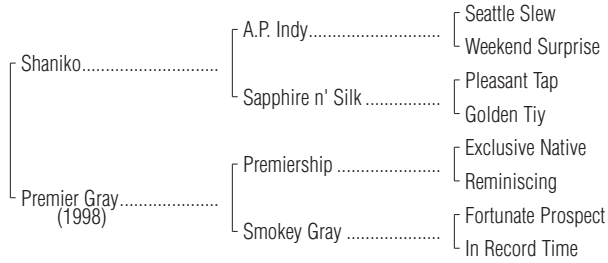 Seattle Slew
A.P. Indy
Weekend Surprise
Shaniko
Pleasant Tap
Sapphire n' Silk
Golden Tiy
Exclusive Native
Premiership
Reminiscing
Premier Gray
(1998)
Fortunate Prospect
Smokey Gray
In Record Time